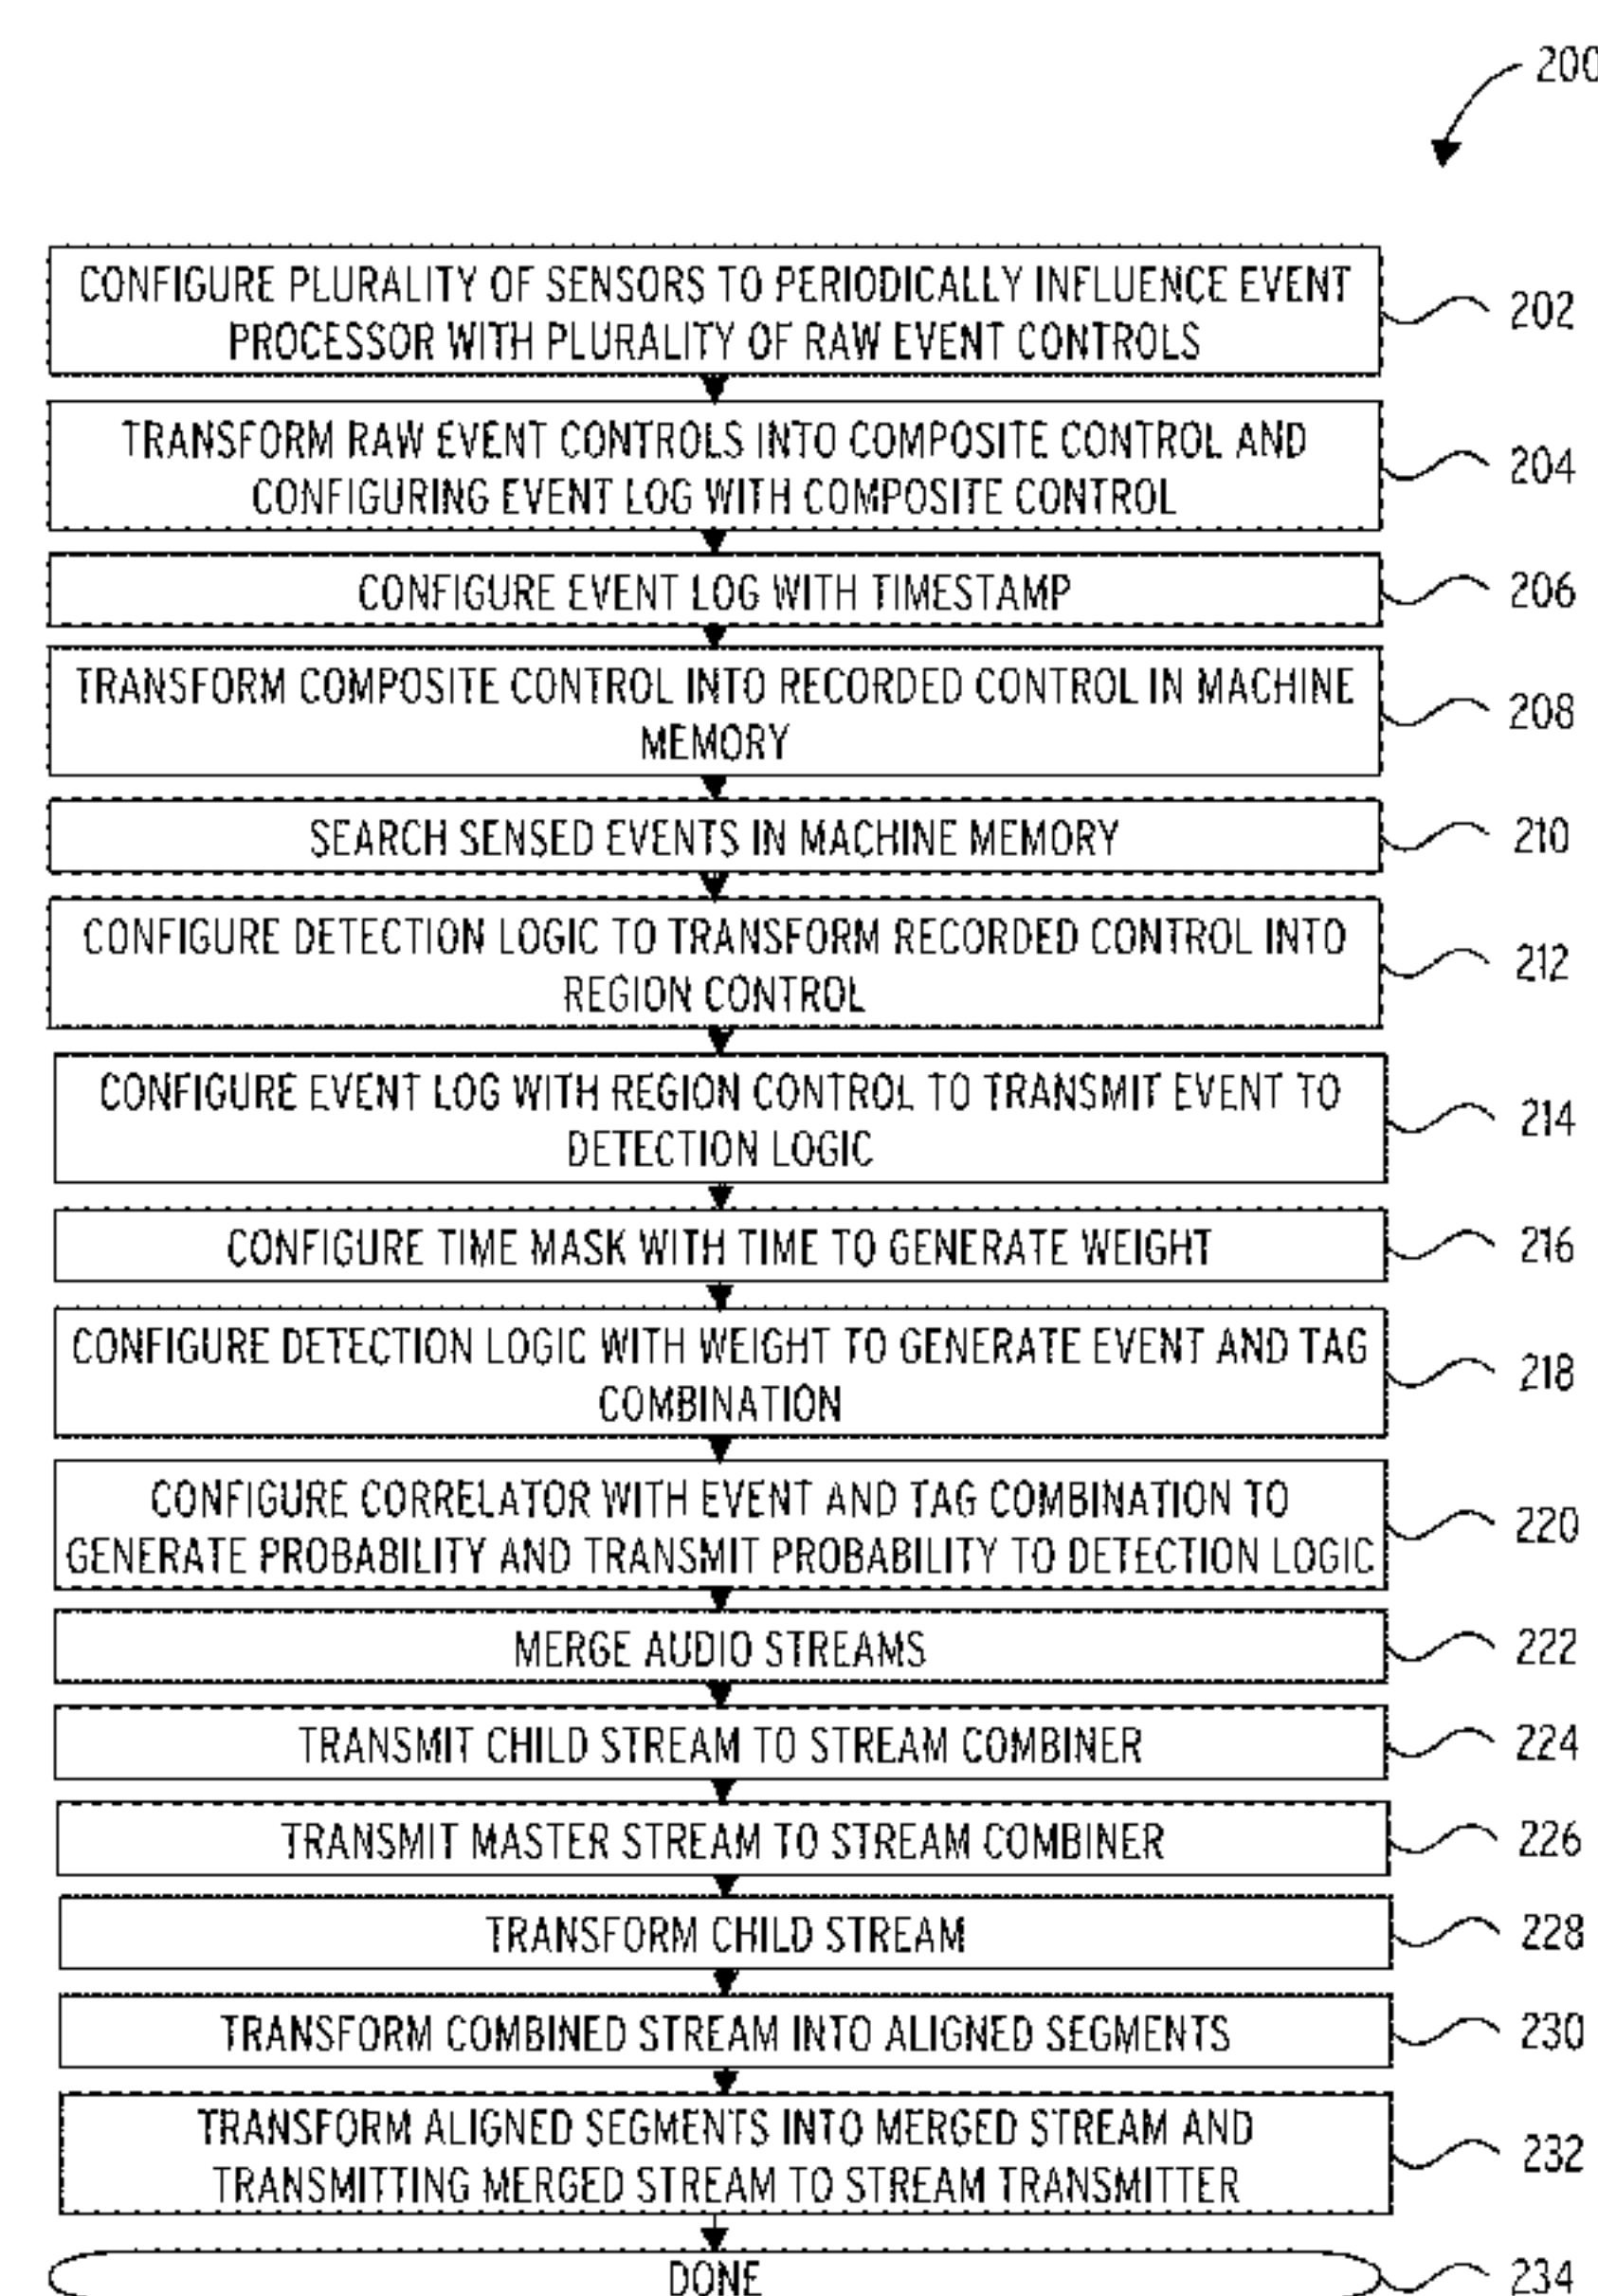 200
CONFIGURE PLURALITY OF SENSORS TO PERIODICALLY INFLUENCE EVENT
PROCESSOR WITH PLURALITY OF RAW EVENT CONTROLS
202
TRANSFORM RAW EVENT CONTROLS INTO COMPOSITE CONTROL AND
CONFIGURING EVENT LOG WITH COMPOSITE CONTROL
204
CONFIGURE EVENT LOG WITH TIMESTAMP
206
TRANSFORM COMPOSITE CONTROL INTO RECORDED CONTROL IN MACHINE
MEMORY
208
SEARCH SENSED EVENTS IN MACHINE MEMORY
210
CONFIGURE DETECTION LOGIC TO TRANSFORM RECORDED CONTROL INTO
REGION CONTROL
212
CONFIGURE EVENT LOG WITH REGION CONTROL TO TRANSMIT EVENT TO
DETECTION LOGIC
214
CONFIGURE TIME MASK WITH TIME TO GENERATE WEIGHT
216
CONFIGURE DETECTION LOGIC WITH WEIGHT TO GENERATE EVENT AND TAG
COMBINATION
218
CONFIGURE CORRELATOR WITH EVENT AND TAG COMBINATION TO
GENERATE PROBABILITY AND TRANSMIT PROBABILITY TO DETECTION LOGIC
220
MERGE AUDIO STREAMS
222
TRANSMIT CHILD STREAM TO STREAM COMBINER
224
TRANSMIT MASTER STREAM TO STREAM COMBINER
226
TRANSFORM CHILD STREAM
228
TRANSFORM COMBINED STREAM INTO ALIGNED SEGMENTS
230
TRANSFORM ALIGNED SEGMENTS INTO MERGED STREAM AND
TRANSMITTING MERGED STREAM TO STREAM TRANSMITTER
232
DONE
234